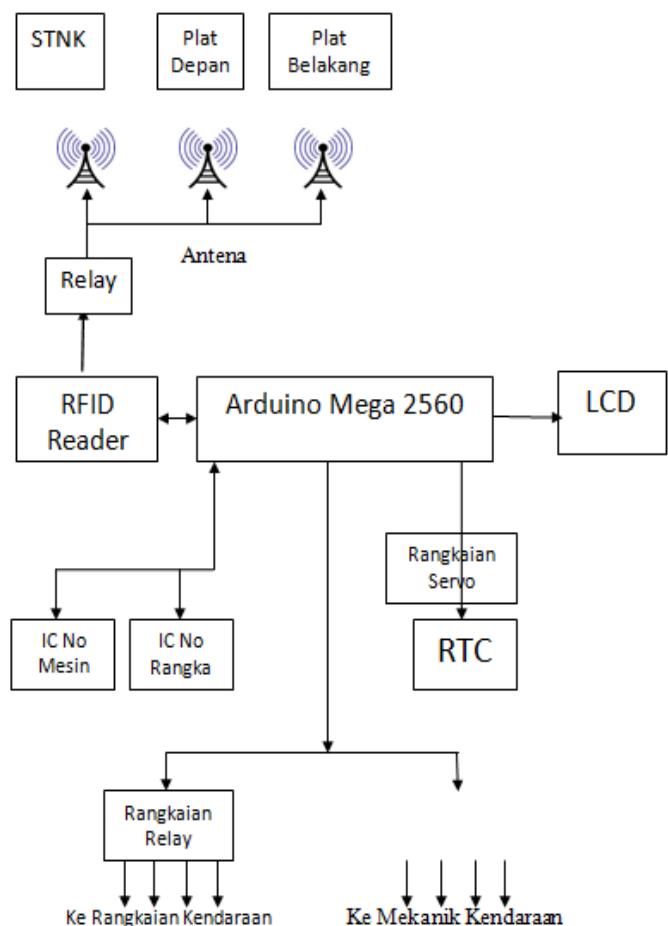 STNK
Plat
Depan
Plat
Belakang
Antena
Relay
RFID
Reader
Arduino Mega 2560
LCD
Rangkaian
Servo
IC No
Mesin
IC No
Rangka
RTC
Rangkaian
Relay
Ke Rangkaian Kendaraan
Ke Mekanik Kendaraan